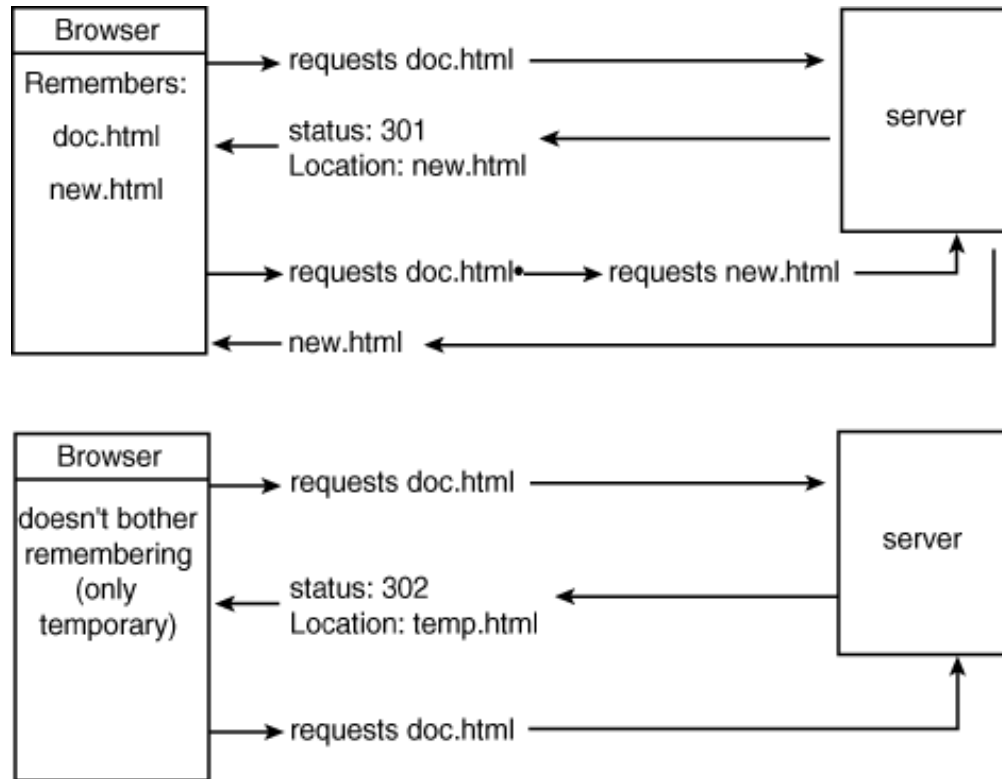 Browser
requests doc.html
Remembers:
server
doc.html
status: 301
Location: new.html
new.html
requests doc.html
requests new.html
new.html
Browser
requests doc.html
doesn't bother
remembering
(only
temporary)
server
status: 302
Location: temp.html
requests doc.html